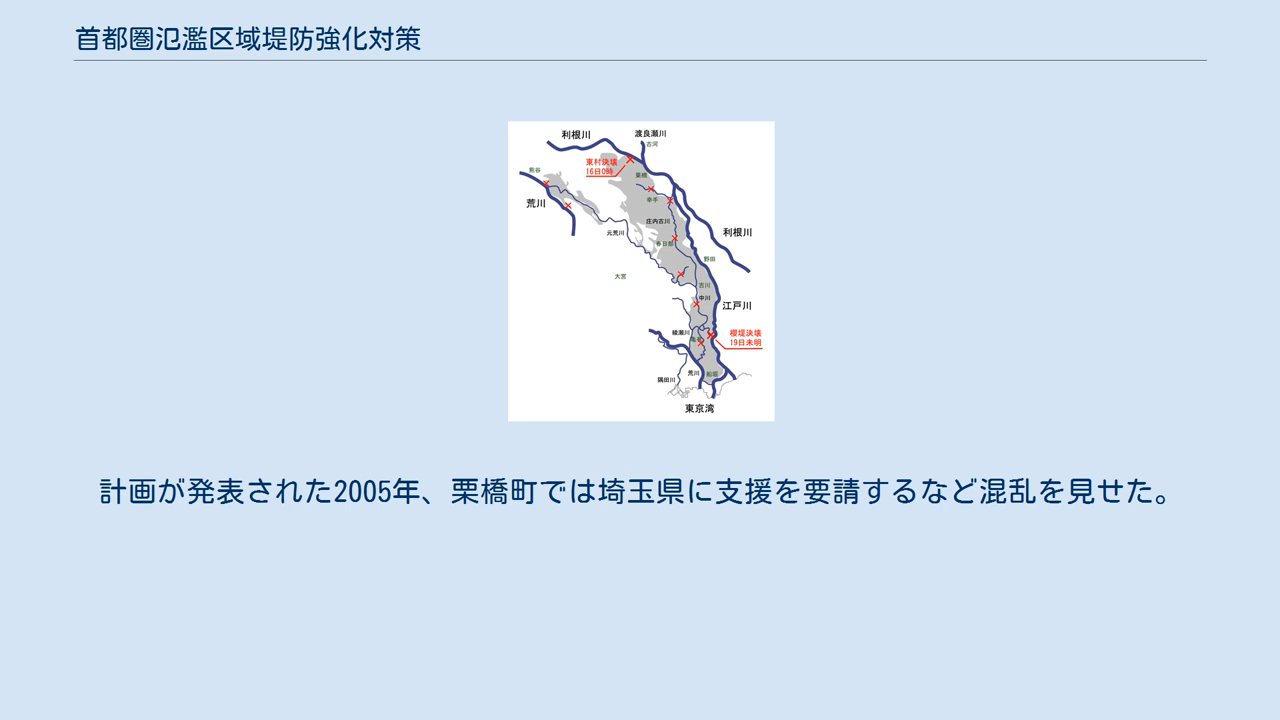 首都圏氾濫区域堤防強化対策
利根川
渡良瀬川
古河
東村決壊
16日0時
栗橋
熊谷
荒川
幸手
庄内古川
元荒川
利根川
春日部
野田
大宮
吉川
中川
江戸川
綾瀬川
櫻堤決壊
19日未明
荒川
船堀
隅田川
東京湾
計画が発表された2005年、栗橋町では埼玉県に支援を要請するなど混乱を見せた。